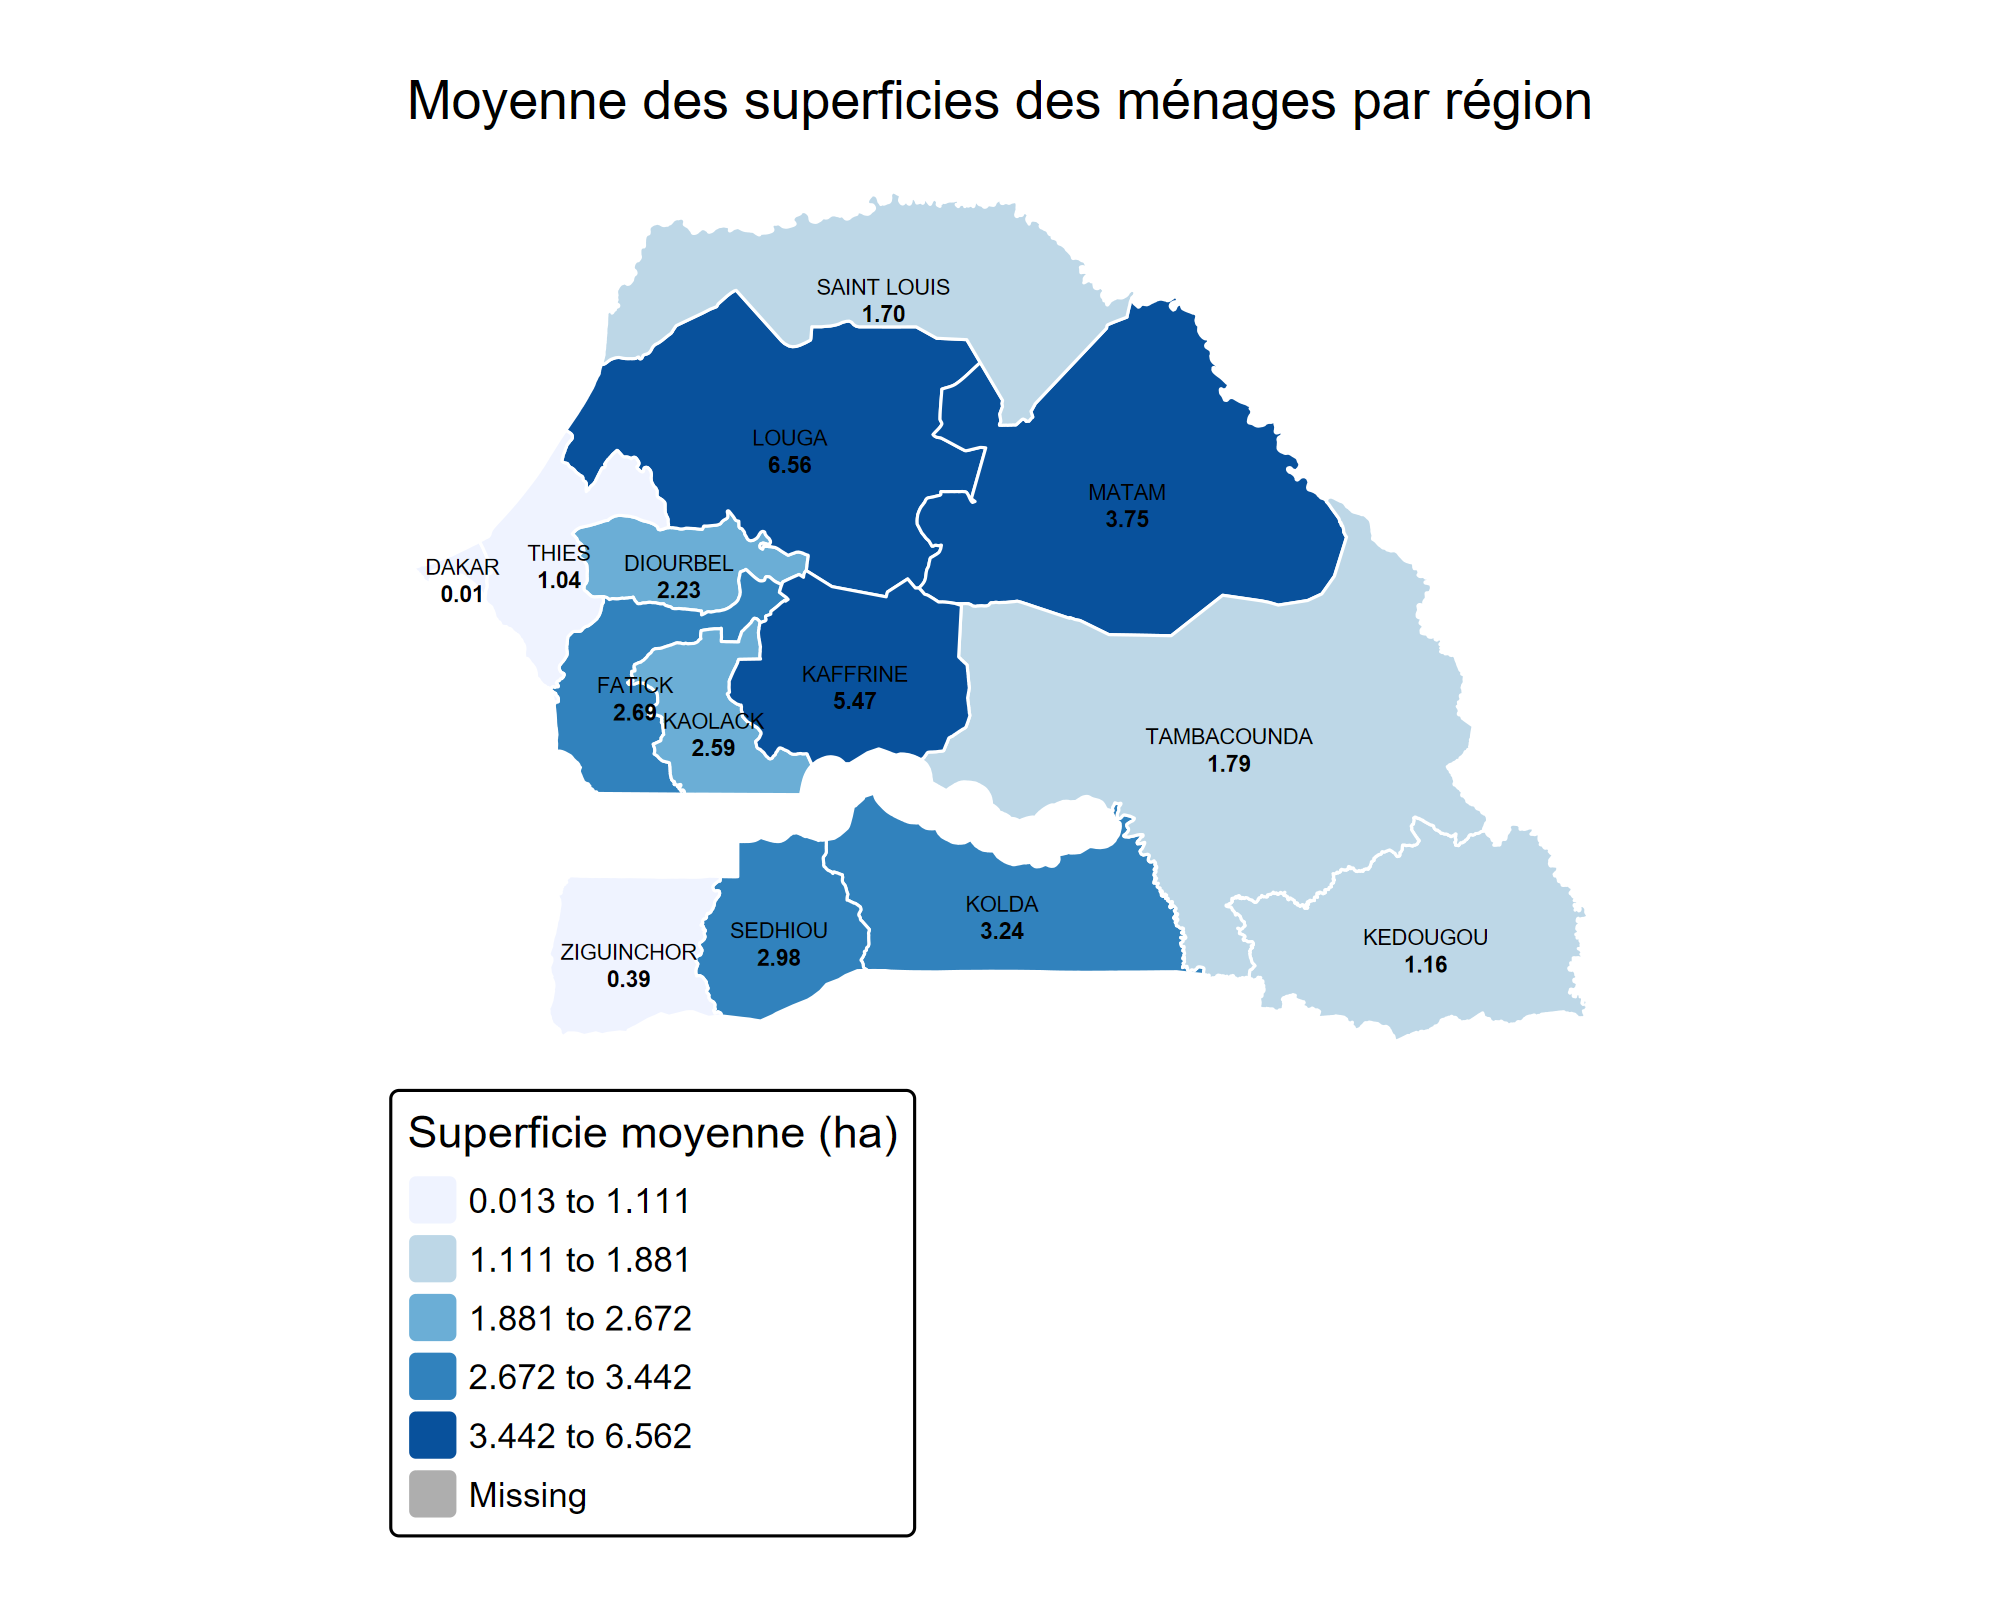 Moyenne des superficies des ménages par région
SAINT LOUIS
1.70
LOUGA
6.56
MATAM
3.75
DAKAR
0.01
THIES
1.04
DIOURBEL
2.23
FATICK
2.69
KAOLACK
2.59
KAFFRINE
5.47
TAMBACOUNDA
1.79
ZIGUINCHOR
0.39
SEDHIOU
2.98
KOLDA
3.24
KEDOUGOU
1.16
Superficie moyenne (ha)
0.013 to 1.111
1.111 to 1.881
1.881 to 2.672
2.672 to 3.442
3.442 to 6.562
Missing